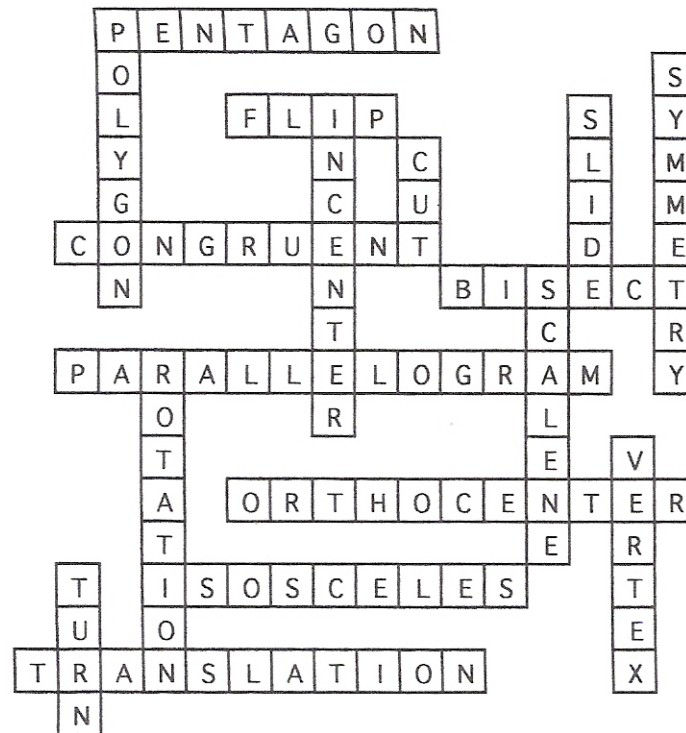 PENTAGON
POLYGON
SYMMETRY
FLIP
INCENTER
SLIDE
CUT
CONGRUENT
BISECT
SCALENE
PARALLELOGRAM
ROTATION
VERTEX
ORTHOCENTER
TURN
ISOSCELES
TRANSLATION